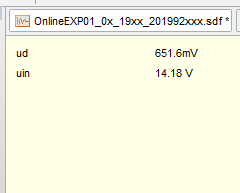 OnlineEXP01_0x_19xx_201992xxx.sdf *
ud 651.6mV
uin 14.18 V